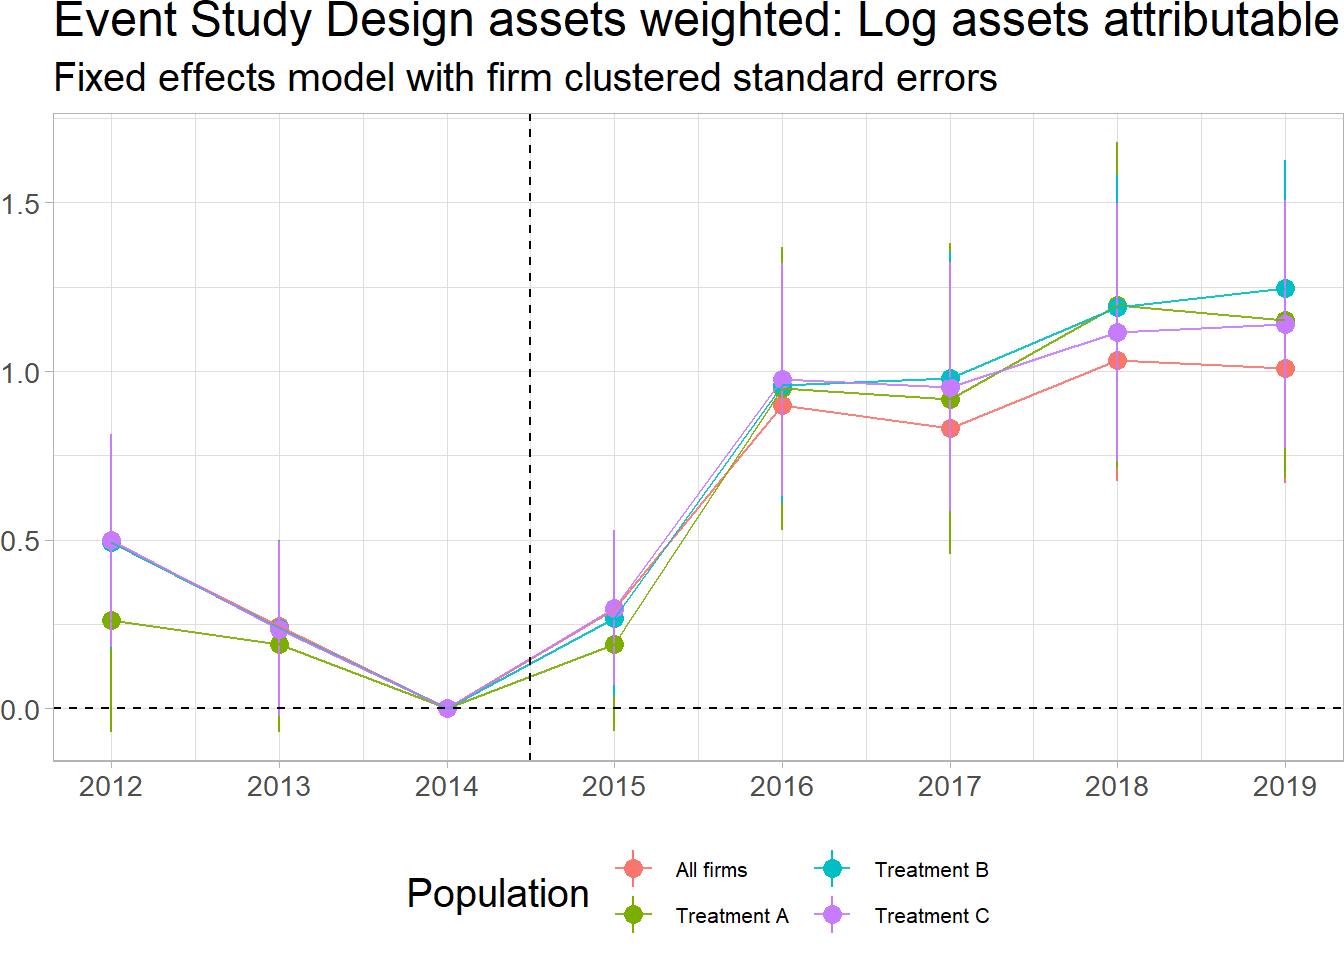 Event Study Design assets weighted: Log assets attributable
Fixed effects model with firm clustered standard errors
1.5
1.0
0.5
0.0
2012 2013 2014 2015 2016 2017 2018 2019
Population
All firms
Treatment A
Treatment B
Treatment C